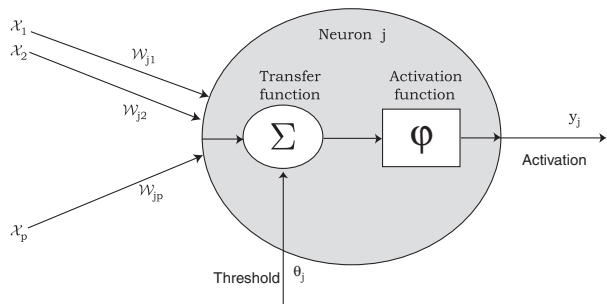 Neuron j
𝒳1
𝒳2
𝒲j1
𝒲j2
Transfer
function
Activation
function
Σ
φ
yj
Activation
𝒲jp
𝒳p
Threshold θj